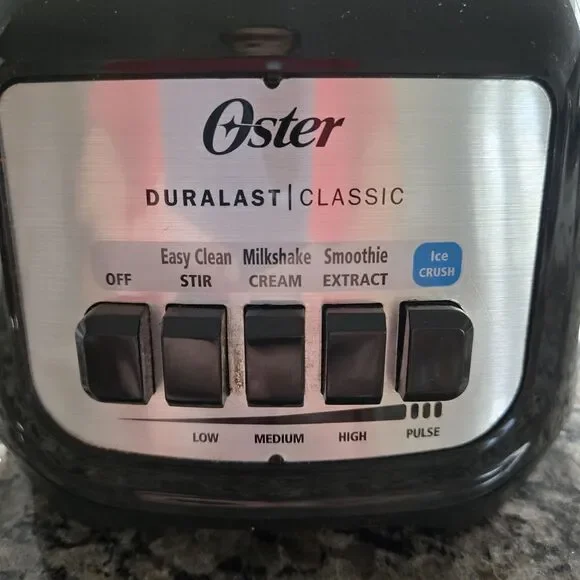 Oster
DURALAST|CLASSIC
Easy Clean Milkshake Smoothie Ice
OFF STIR CREAM EXTRACT CRUSH
LOW MEDIUM HIGH PULSE